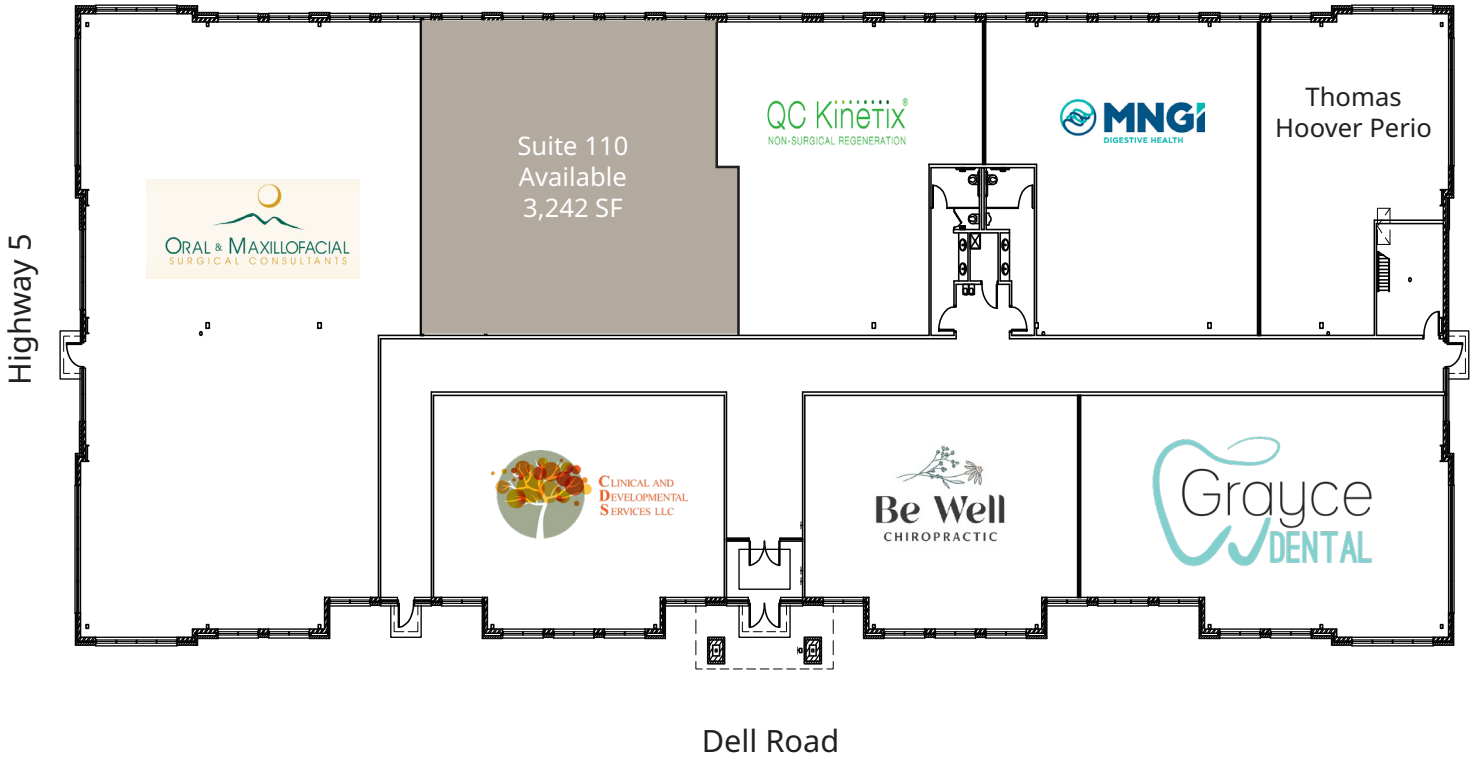 Highway 5
ORAL & MAXILLOFACIAL
SURGICAL CONSULTANTS
Suite 110
Available
3,242 SF
QC Kinetix®
NON-SURGICAL REGENERATION
MNGi
DIGESTIVE HEALTH
Thomas
Hoover Perio
CLINICAL AND
DEVELOPMENTAL
SERVICES LLC
Be Well
CHIROPRACTIC
Grayce
DENTAL
Dell Road